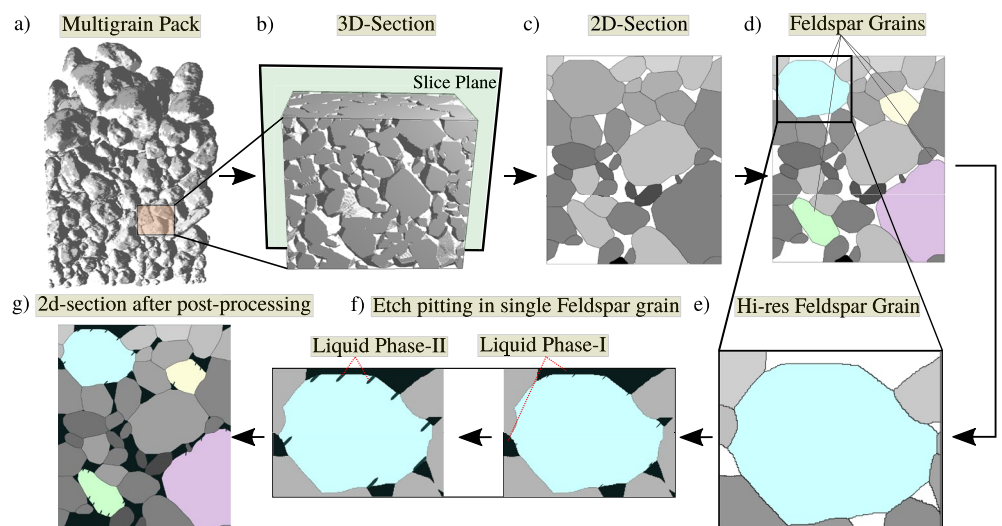 a) Multigrain Pack
b) 3D-Section
c) 2D-Section
d) Feldspar Grains
Slice Plane
g) 2d-section after post-processing
f) Etch pitting in single Feldspar grain
e) Hi-res Feldspar Grain
Liquid Phase-II
Liquid Phase-I